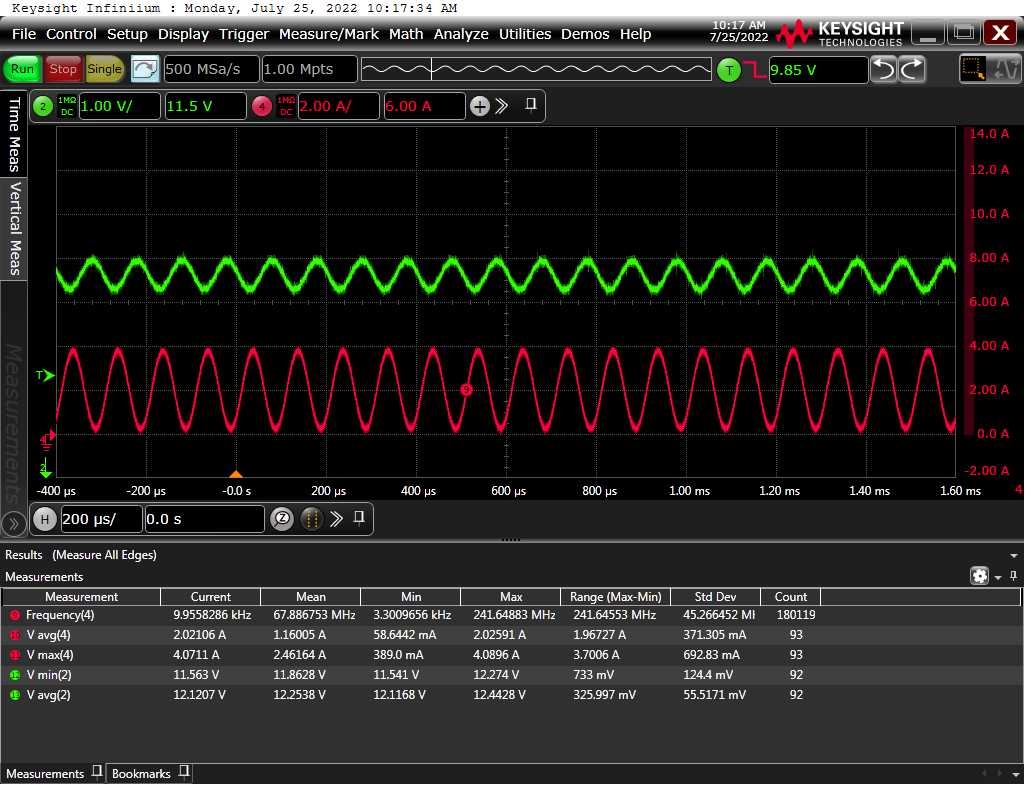 Keysight Infiniium : Monday, July 25, 2022 10:17:34 AM
File Control Setup Display Trigger Measure/Mark Math Analyze Utilities Demos Help
10:17 AM
7/25/2022
KEYSIGHT
TECHNOLOGIES
X
Run Stop Single 500 MSa/s 1.00 Mpts T 9.85 V
2 1MΩ DC 1.00 V/ 11.5 V 4 1MΩ DC 2.00 A/ 6.00 A
Time Meas
Vertical Meas
Measurements
14.0 A
12.0 A
10.0 A
8.00 A
6.00 A
4.00 A
2.00 A
0.0 A
-2.00 A
9
T
4
2
-400 µs -200 µs -0.0 s 200 µs 400 µs 600 µs 800 µs 1.00 ms 1.20 ms 1.40 ms 1.60 ms 4
H 200 µs/ 0.0 s Z
Results (Measure All Edges)
Measurements
Measurement Current Mean Min Max Range (Max-Min) Std Dev Count
9 Frequency(4) 9.9558286 kHz 67.886753 MHz 3.3009656 kHz 241.64883 MHz 241.64553 MHz 45.266452 MH 180119
10 V avg(4) 2.02106 A 1.16005 A 58.6442 mA 2.02591 A 1.96727 A 371.305 mA 93
11 V max(4) 4.0711 A 2.46164 A 389.0 mA 4.0896 A 3.7006 A 692.83 mA 93
12 V min(2) 11.563 V 11.8628 V 11.541 V 12.274 V 733 mV 124.4 mV 92
13 V avg(2) 12.1207 V 12.2538 V 12.1168 V 12.4428 V 325.997 mV 55.5171 mV 92
Measurements Bookmarks